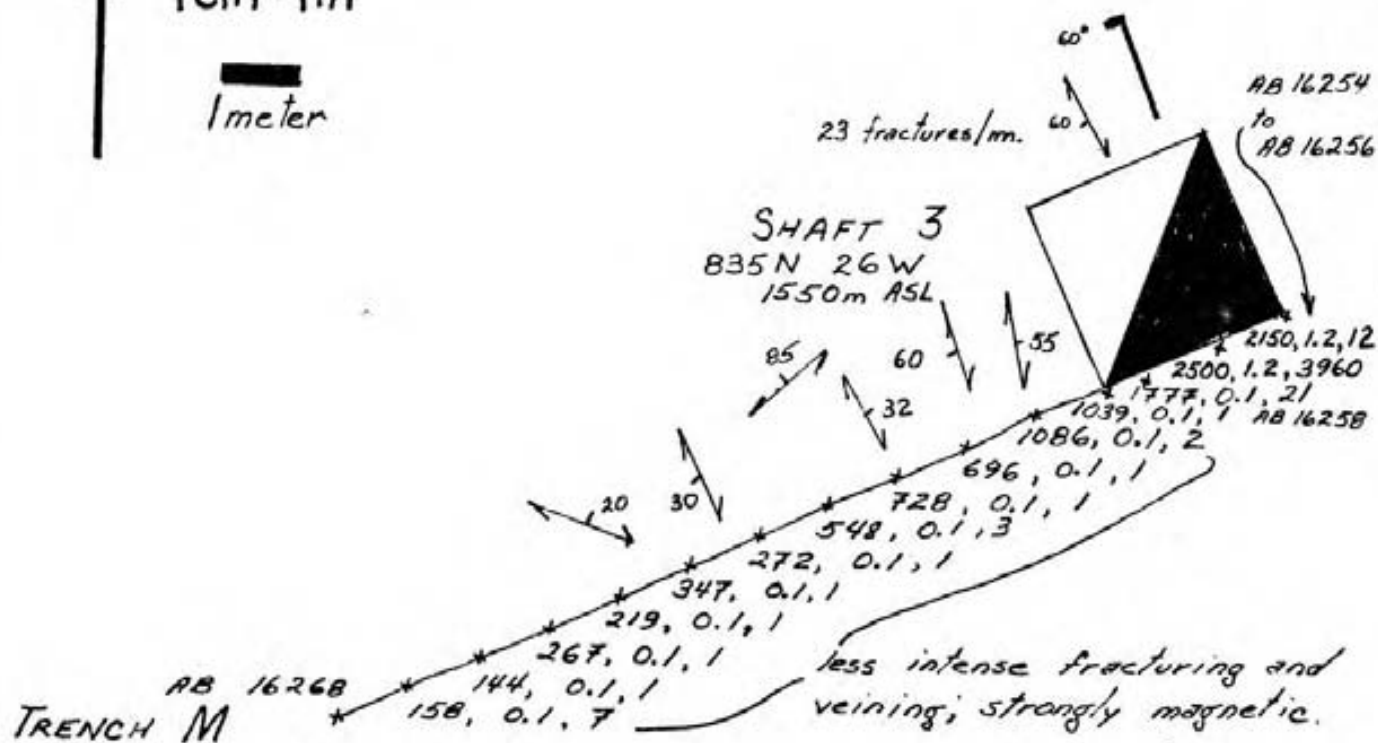 1 meter
60°
60
23 fractures/m.
AB 16254
to
AB 16256
SHAFT 3
835N 26W
1550m ASL
2150, 1.2, 12
2500, 1.2, 3960
1777, 0.1, 21
1039, 0.1, 1 AB 16258
1086, 0.1, 2
696, 0.1, 1
728, 0.1, 1
548, 0.1, 3
272, 0.1, 1
347, 0.1, 1
219, 0.1, 1
267, 0.1, 1
144, 0.1, 1
158, 0.1, 7
55
60
85
32
30
20
AB 16268
TRENCH M
less intense fracturing and
veining; strongly magnetic.